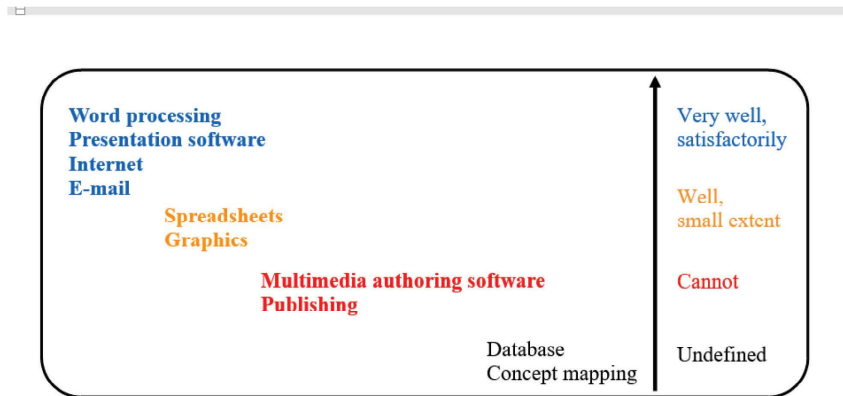 Word processing
Presentation software
Internet
E-mail
Spreadsheets
Graphics
Multimedia authoring software
Publishing
Database
Concept mapping
Very well,
satisfactorily
Well,
small extent
Cannot
Undefined